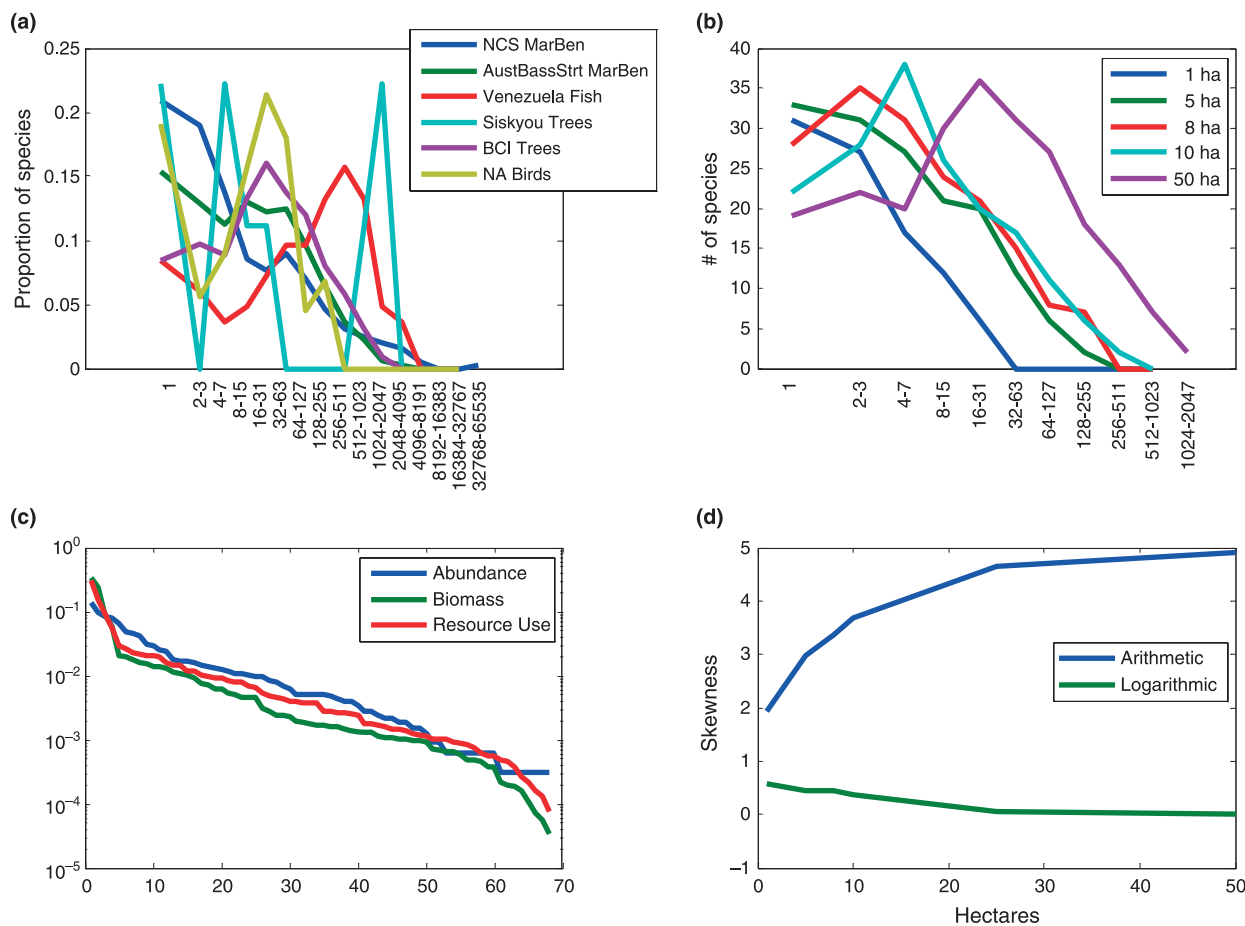 (a)
0.25
0.2
0.15
0.1
0.05
0
Proportion of species
NCS MarBen
AustBassStrt MarBen
Venezuela Fish
Siskyou Trees
BCI Trees
NA Birds
1
2-3
4-7
8-15
16-31
32-63
64-127
128-255
256-511
512-1023
1024-2047
2048-4095
4096-8191
8192-16383
16384-32767
32768-65535
(b)
40
35
30
25
20
15
10
5
0
# of species
1 ha
5 ha
8 ha
10 ha
50 ha
1
2-3
4-7
8-15
16-31
32-63
64-127
128-255
256-511
512-1023
1024-2047
(c)
10⁰
10⁻¹
10⁻²
10⁻³
10⁻⁴
10⁻⁵
Abundance
Biomass
Resource Use
0 10 20 30 40 50 60 70
(d)
5
4
3
2
1
0
–1
Skewness
Arithmetic
Logarithmic
0 10 20 30 40 50
Hectares